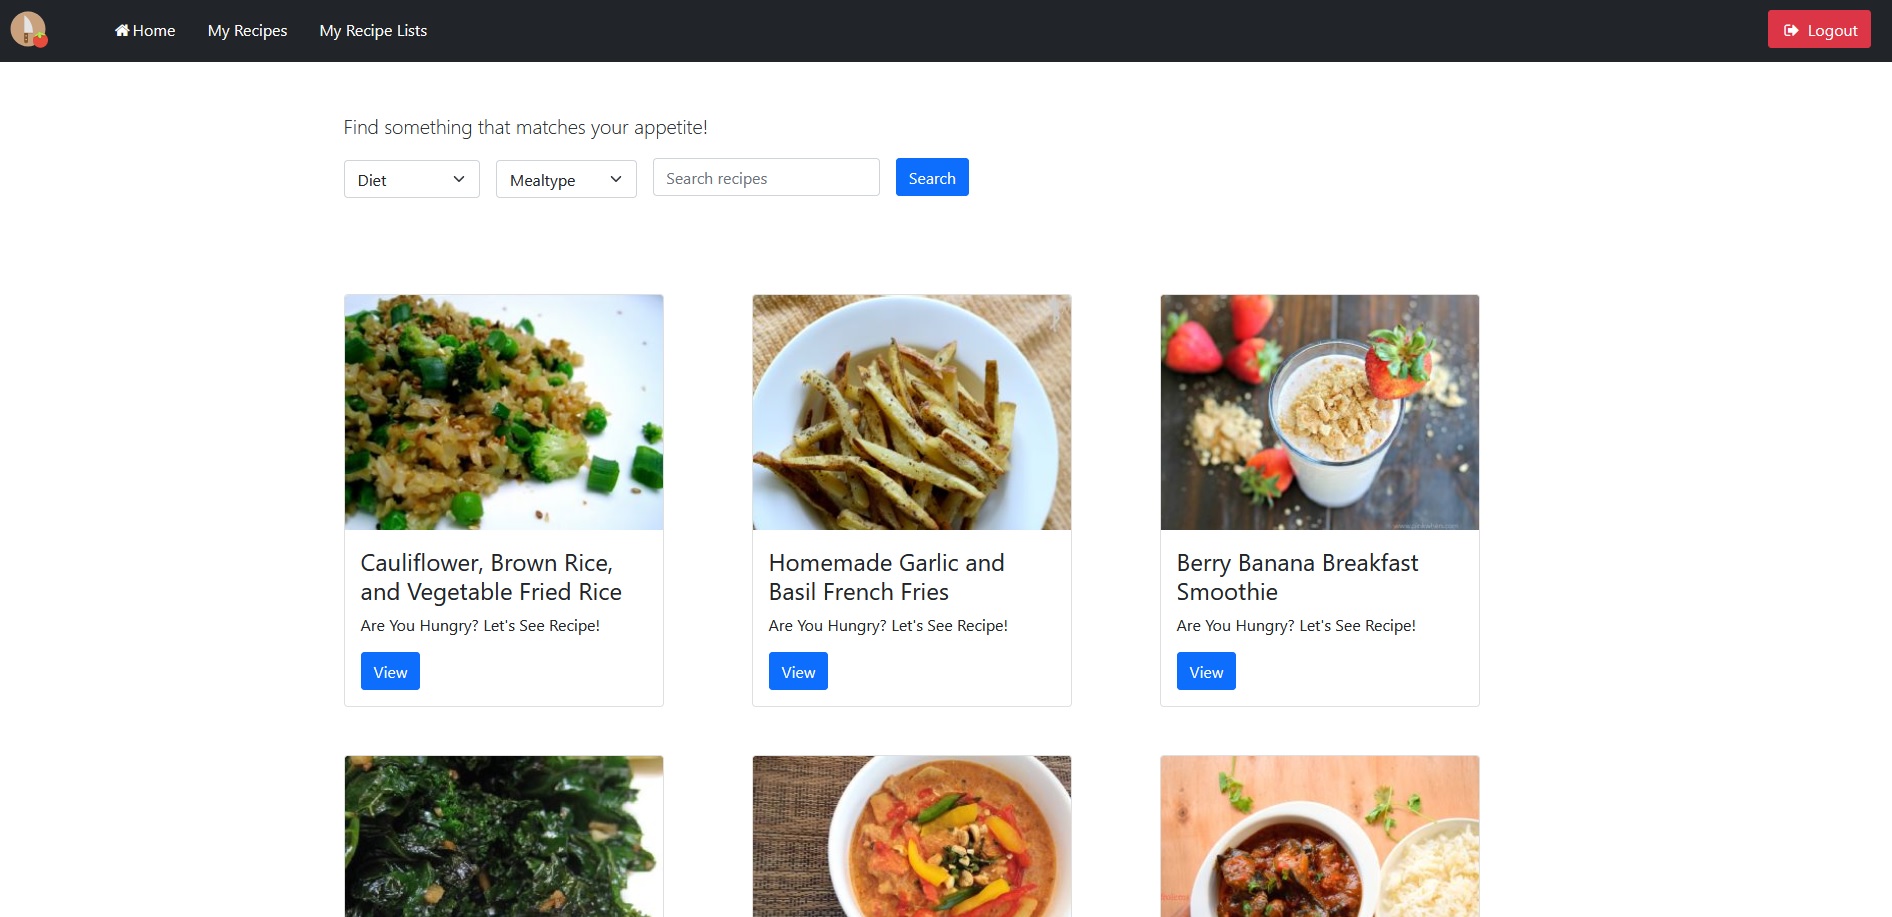 Home My Recipes My Recipe Lists Logout
Find something that matches your appetite!
Diet Mealtype Search recipes Search
Cauliflower, Brown Rice,
and Vegetable Fried Rice
Are You Hungry? Let's See Recipe!
View
Homemade Garlic and
Basil French Fries
Are You Hungry? Let's See Recipe!
View
Berry Banana Breakfast
Smoothie
Are You Hungry? Let's See Recipe!
View